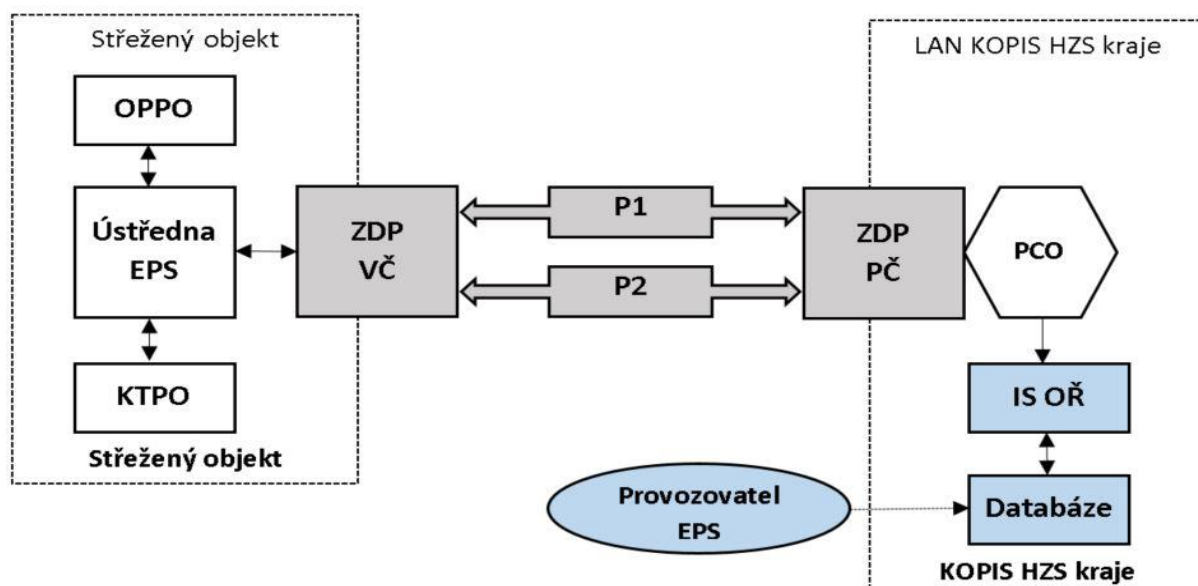 Střežený objekt
OPPO
Ústředna
EPS
KTPO
Střežený objekt
ZDP
VČ
P1
P2
LAN KOPIS HZS kraje
ZDP
PČ
PCO
IS OŘ
Databáze
Provozovatel
EPS
KOPIS HZS kraje